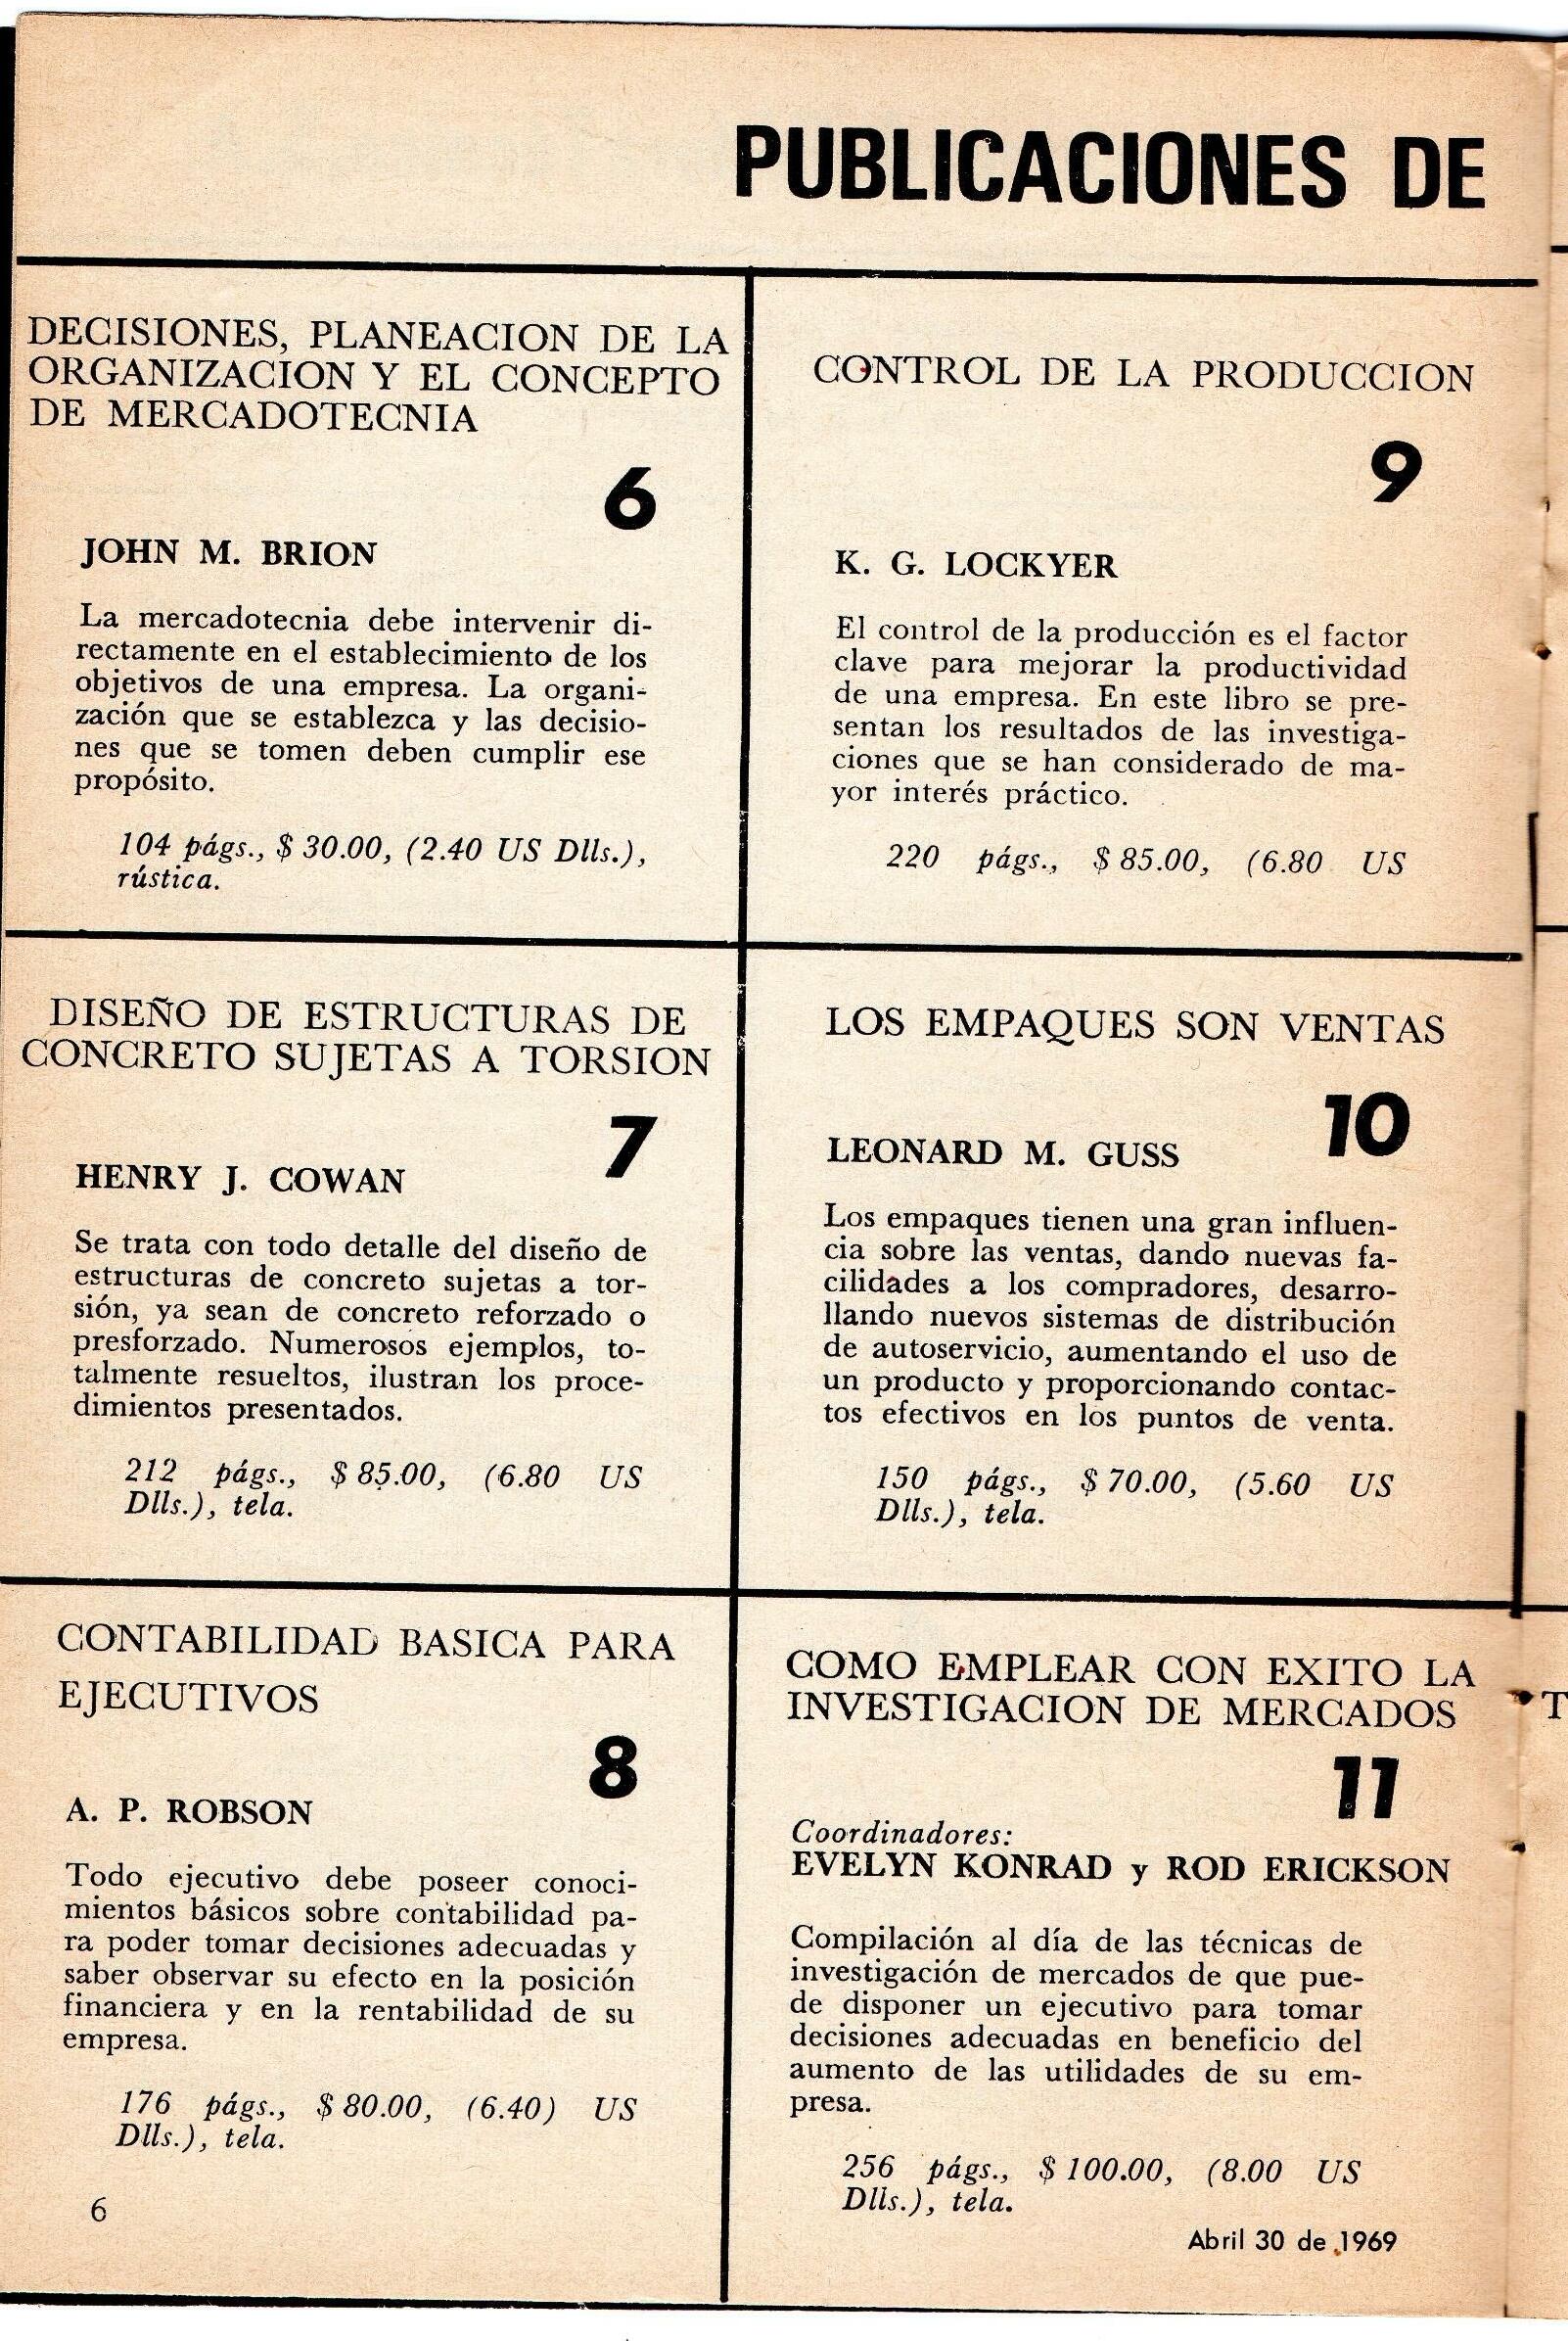 PUBLICACIONES DE
DECISIONES, PLANEACION DE LA
ORGANIZACION Y EL CONCEPTO
DE MERCADOTECNIA
6
JOHN M. BRION
La mercadotecnia debe intervenir di-
rectamente en el establecimiento de los
objetivos de una empresa. La organi-
zación que se establezca y las decisio-
nes que se tomen deben cumplir ese
propósito.
104 págs., $ 30.00, (2.40 US Dlls.),
rústica.
DISEÑO DE ESTRUCTURAS DE
CONCRETO SUJETAS A TORSION
7
HENRY J. COWAN
Se trata con todo detalle del diseño de
estructuras de concreto sujetas a tor-
sión, ya sean de concreto reforzado o
presforzado. Numerosos ejemplos, to-
talmente resueltos, ilustran los proce-
dimientos presentados.
212 págs., $ 85.00, (6.80 US
Dlls.), tela.
CONTABILIDAD BASICA PARA
EJECUTIVOS
8
A. P. ROBSON
Todo ejecutivo debe poseer conoci-
mientos básicos sobre contabilidad pa-
ra poder tomar decisiones adecuadas y
saber observar su efecto en la posición
financiera y en la rentabilidad de su
empresa.
176 págs., $ 80.00, (6.40) US
Dlls.), tela.
6
CONTROL DE LA PRODUCCION
9
K. G. LOCKYER
El control de la producción es el factor
clave para mejorar la productividad
de una empresa. En este libro se pre-
sentan los resultados de las investiga-
ciones que se han considerado de ma-
yor interés práctico.
220 págs., $ 85.00, (6.80 US
LOS EMPAQUES SON VENTAS
10
LEONARD M. GUSS
Los empaques tienen una gran influen-
cia sobre las ventas, dando nuevas fa-
cilidades a los compradores, desarro-
llando nuevos sistemas de distribución
de autoservicio, aumentando el uso de
un producto y proporcionando contac-
tos efectivos en los puntos de venta.
150 págs., $ 70.00, (5.60 US
Dlls.), tela.
COMO EMPLEAR CON EXITO LA
INVESTIGACION DE MERCADOS
11
Coordinadores:
EVELYN KONRAD y ROD ERICKSON
Compilación al día de las técnicas de
investigación de mercados de que pue-
de disponer un ejecutivo para tomar
decisiones adecuadas en beneficio del
aumento de las utilidades de su em-
presa.
256 págs., $ 100.00, (8.00 US
Dlls.), tela.
Abril 30 de 1969
T